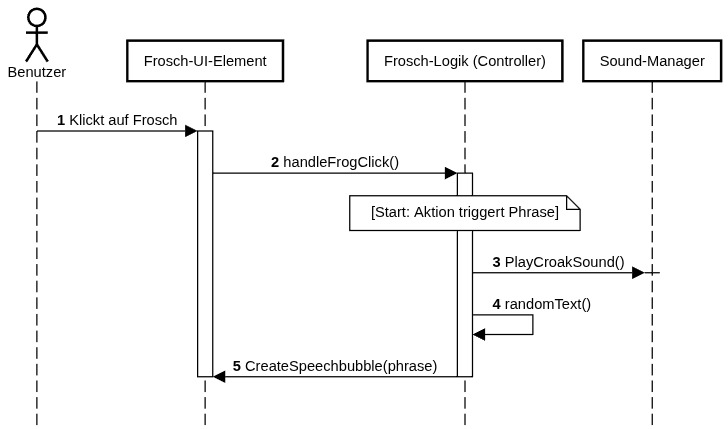 Benutzer
Frosch-UI-Element
Frosch-Logik (Controller)
Sound-Manager
1 Klickt auf Frosch
2 handleFrogClick()
[Start: Aktion triggert Phrase]
3 PlayCroakSound()
4 randomText()
5 CreateSpeechbubble(phrase)